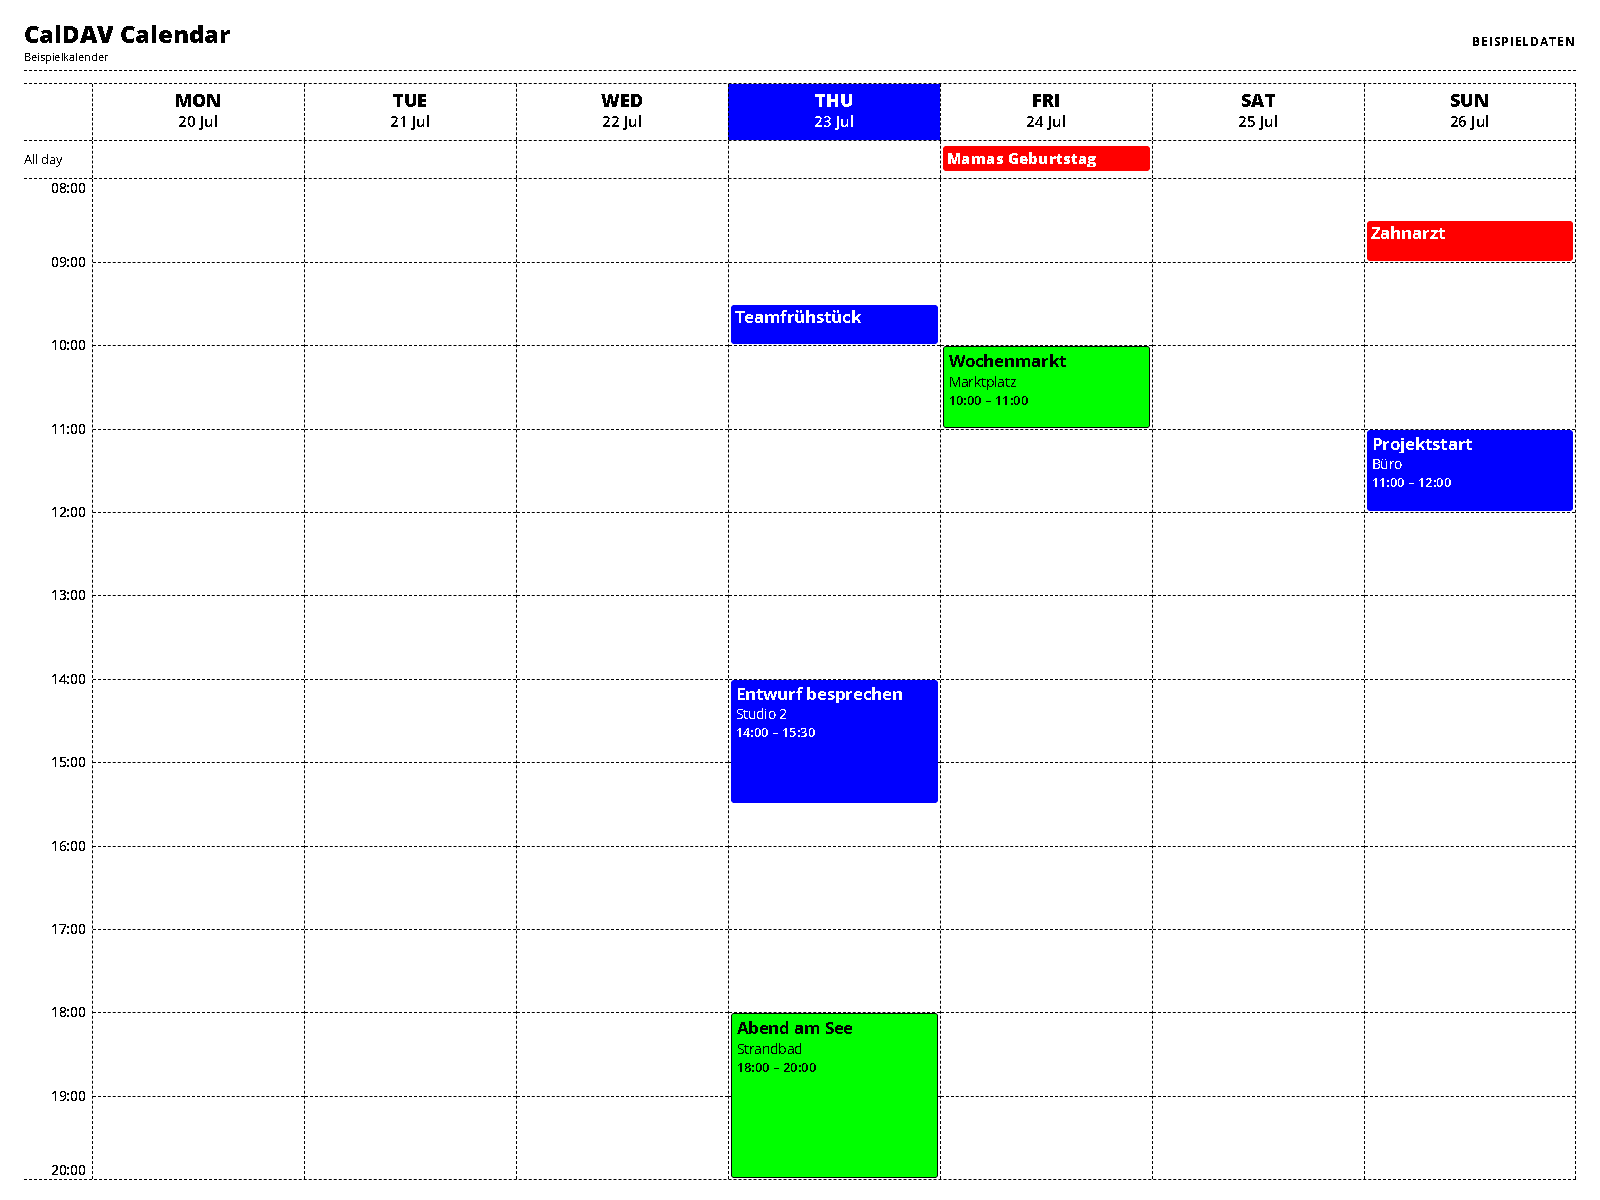 CalDAV Calendar
Beispielkalender
BEISPIELDATEN
MON
20 Jul
TUE
21 Jul
WED
22 Jul
THU
23 Jul
FRI
24 Jul
SAT
25 Jul
SUN
26 Jul
All day
Mamas Geburtstag
08:00
Zahnarzt
09:00
Teamfrühstück
10:00
Wochenmarkt
Marktplatz
10:00 – 11:00
11:00
Projektstart
Büro
11:00 – 12:00
12:00
13:00
14:00
Entwurf besprechen
Studio 2
14:00 – 15:30
15:00
16:00
17:00
18:00
Abend am See
Strandbad
18:00 – 20:00
19:00
20:00